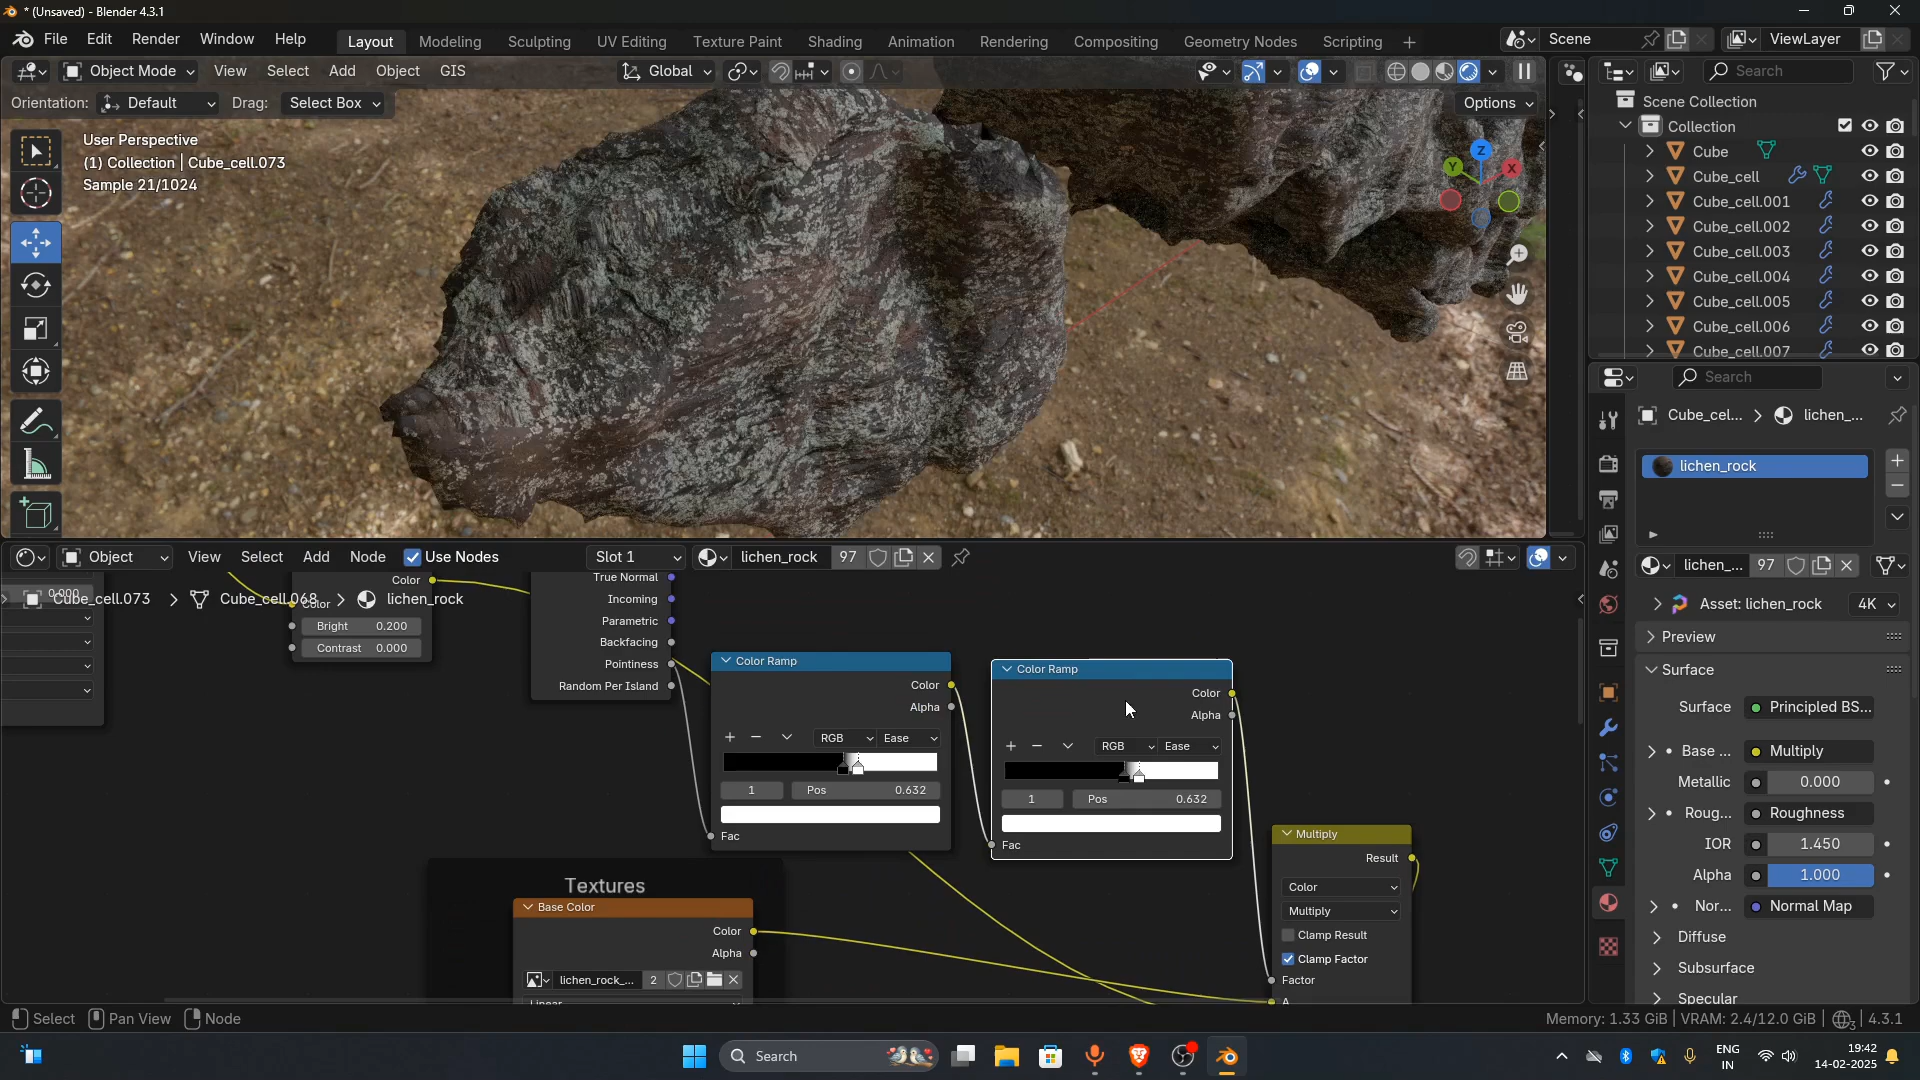 * (Unsaved) - Blender 4.3.1
File Edit Render Window Help
Layout Modeling Sculpting UV Editing Texture Paint Shading Animation Rendering Compositing Geometry Nodes Scripting +
Scene
ViewLayer
Object Mode View Select Add Object GIS
Global
Search
Orientation: Default Drag: Select Box
Options
User Perspective
(1) Collection | Cube_cell.073
Sample 21/1024
Z
Y
X
Scene Collection
Collection
Cube
Cube_cell
Cube_cell.001
Cube_cell.002
Cube_cell.003
Cube_cell.004
Cube_cell.005
Cube_cell.006
Cube_cell.007
Search
Cube_cel... > lichen_...
lichen_rock
lichen_... 97
Asset: lichen_rock 4K
Preview
Surface
Surface Principled BS...
Base ... Multiply
Metallic 0.000
Roug... Roughness
IOR 1.450
Alpha 1.000
Nor... Normal Map
Diffuse
Subsurface
Specular
Object View Select Add Node Use Nodes
Slot 1
lichen_rock 97
0.000
Cube_cell.073 > Cube_cell.068 > lichen_rock
Color
Color
Bright 0.200
Contrast 0.000
True Normal
Incoming
Parametric
Backfacing
Pointiness
Random Per Island
Color Ramp
Color
Alpha
RGB Ease
1 Pos 0.632
Fac
Color Ramp
Color
Alpha
RGB Ease
1 Pos 0.632
Fac
Multiply
Result
Color
Multiply
Clamp Result
Clamp Factor
Factor
A
Textures
Base Color
Color
Alpha
lichen_rock_... 2
Linear
Select Pan View Node
Memory: 1.33 GiB | VRAM: 2.4/12.0 GiB | 3 | 4.3.1
Search
ENG
IN
19:42
14-02-2025